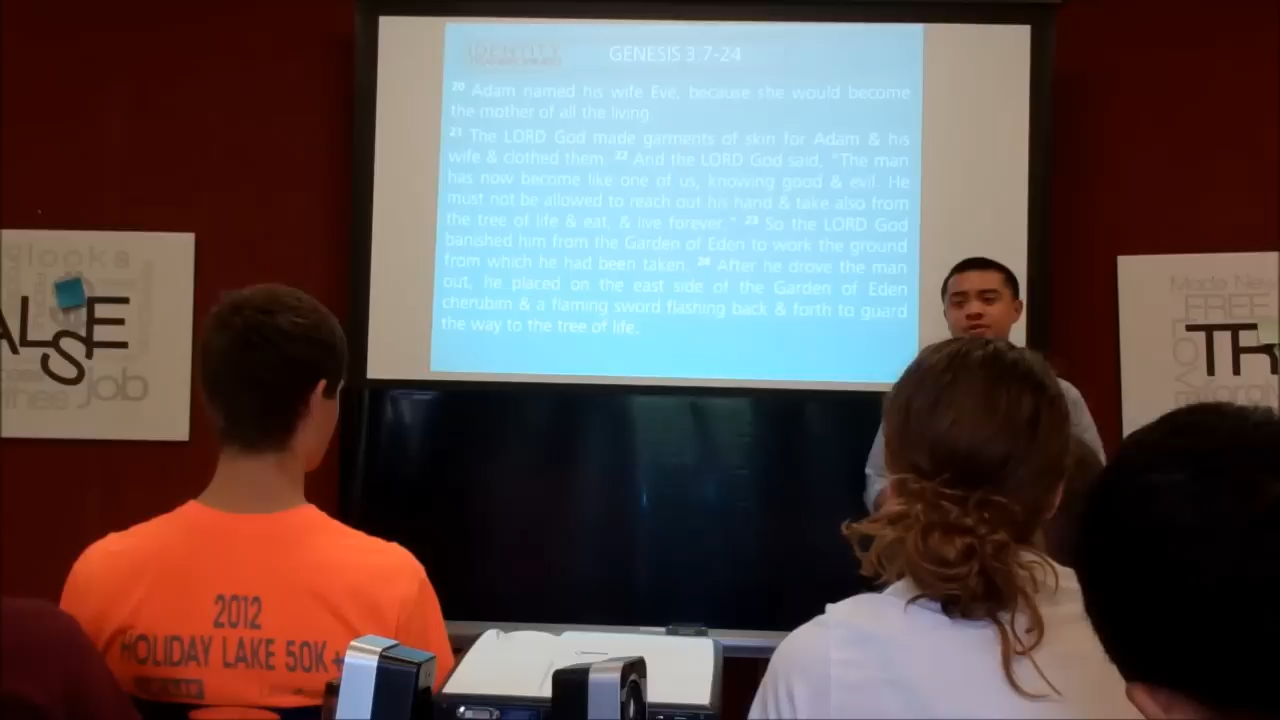 IDENTITY
GENESIS 3.7-24
20 Adam named his wife Eve, because she would become
the mother of all the living.
21 The LORD God made garments of skin for Adam & his
wife & clothed them. 22 And the LORD God said, "The man
has now become like one of us, knowing good & evil. He
must not be allowed to reach out his hand & take also from
the tree of life & eat, & live forever." 23 So the LORD God
banished him from the Garden of Eden to work the ground
from which he had been taken. 24 After he drove the man
out, he placed on the east side of the Garden of Eden
cherubim & a flaming sword flashing back & forth to guard
the way to the tree of life.
looks
ALSE
job
Made New
FREE
LOVE
TR
2012
HOLIDAY LAKE 50K+